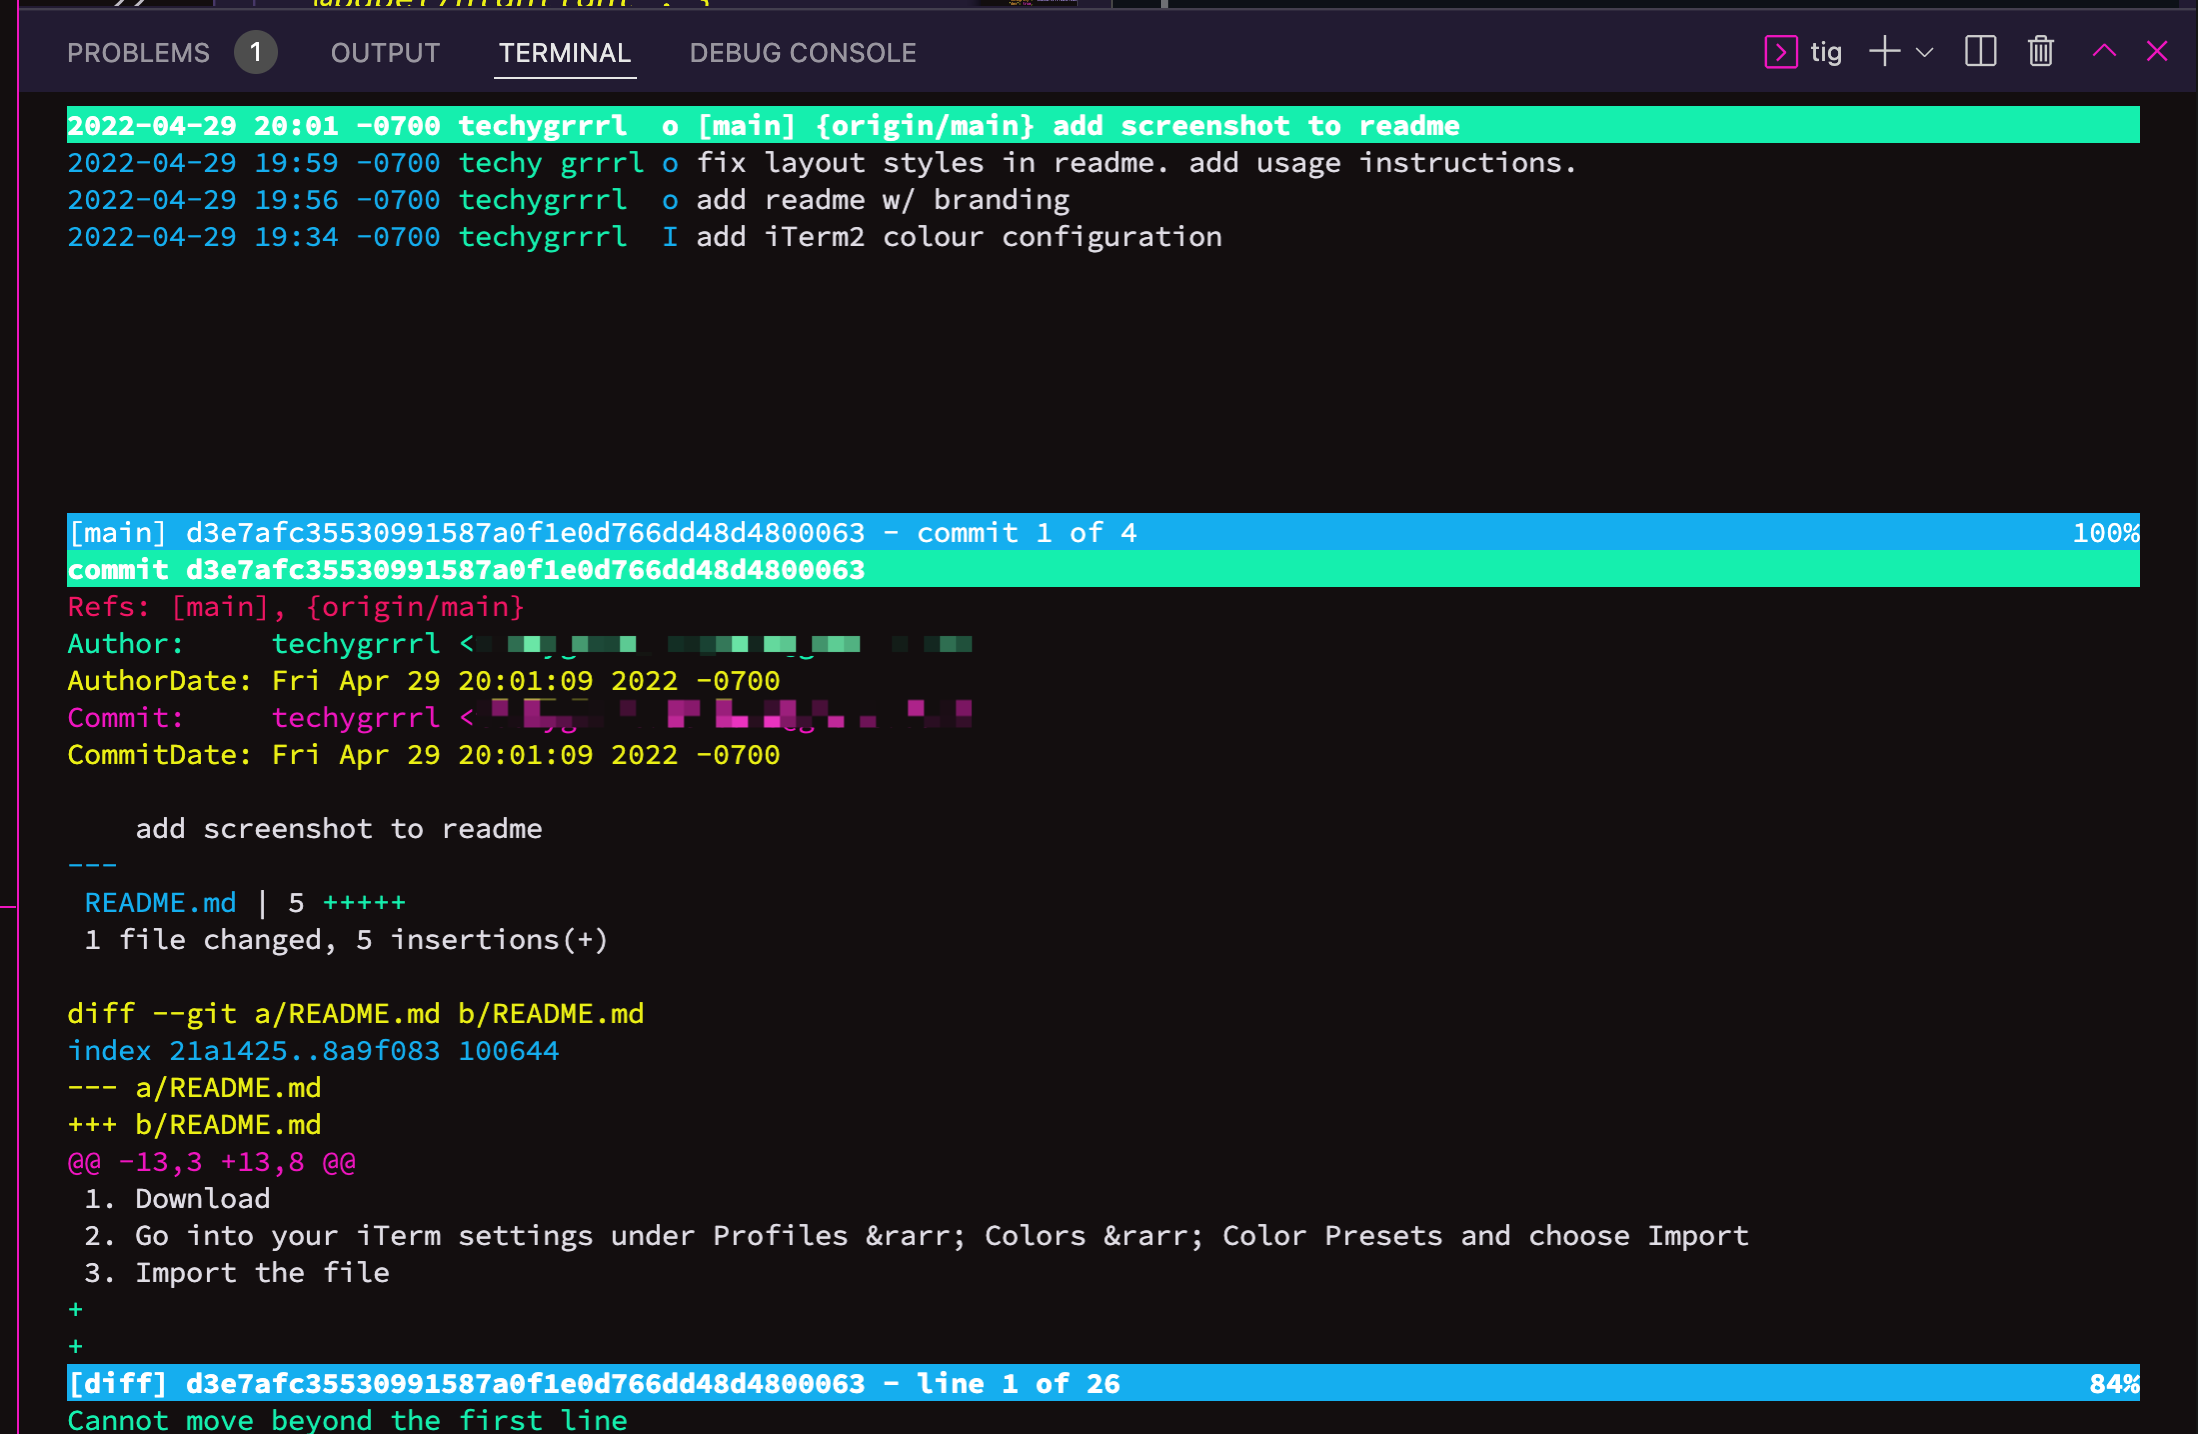 PROBLEMS 1 OUTPUT TERMINAL DEBUG CONSOLE tig
2022-04-29 20:01 -0700 techygrrrl  o [main] {origin/main} add screenshot to readme
2022-04-29 19:59 -0700 techy grrrl o fix layout styles in readme. add usage instructions.
2022-04-29 19:56 -0700 techygrrrl  o add readme w/ branding
2022-04-29 19:34 -0700 techygrrrl  I add iTerm2 colour configuration
[main] d3e7afc35530991587a0f1e0d766dd48d4800063 - commit 1 of 4 100%
commit d3e7afc35530991587a0f1e0d766dd48d4800063
Refs: [main], {origin/main}
Author:     techygrrrl <
AuthorDate: Fri Apr 29 20:01:09 2022 -0700
Commit:     techygrrrl <
CommitDate: Fri Apr 29 20:01:09 2022 -0700
add screenshot to readme
---
README.md | 5 +++++
1 file changed, 5 insertions(+)
diff --git a/README.md b/README.md
index 21a1425..8a9f083 100644
--- a/README.md
+++ b/README.md
@@ -13,3 +13,8 @@
1. Download
2. Go into your iTerm settings under Profiles &rarr; Colors &rarr; Color Presets and choose Import
3. Import the file
+
+
[diff] d3e7afc35530991587a0f1e0d766dd48d4800063 - line 1 of 26 84%
Cannot move beyond the first line